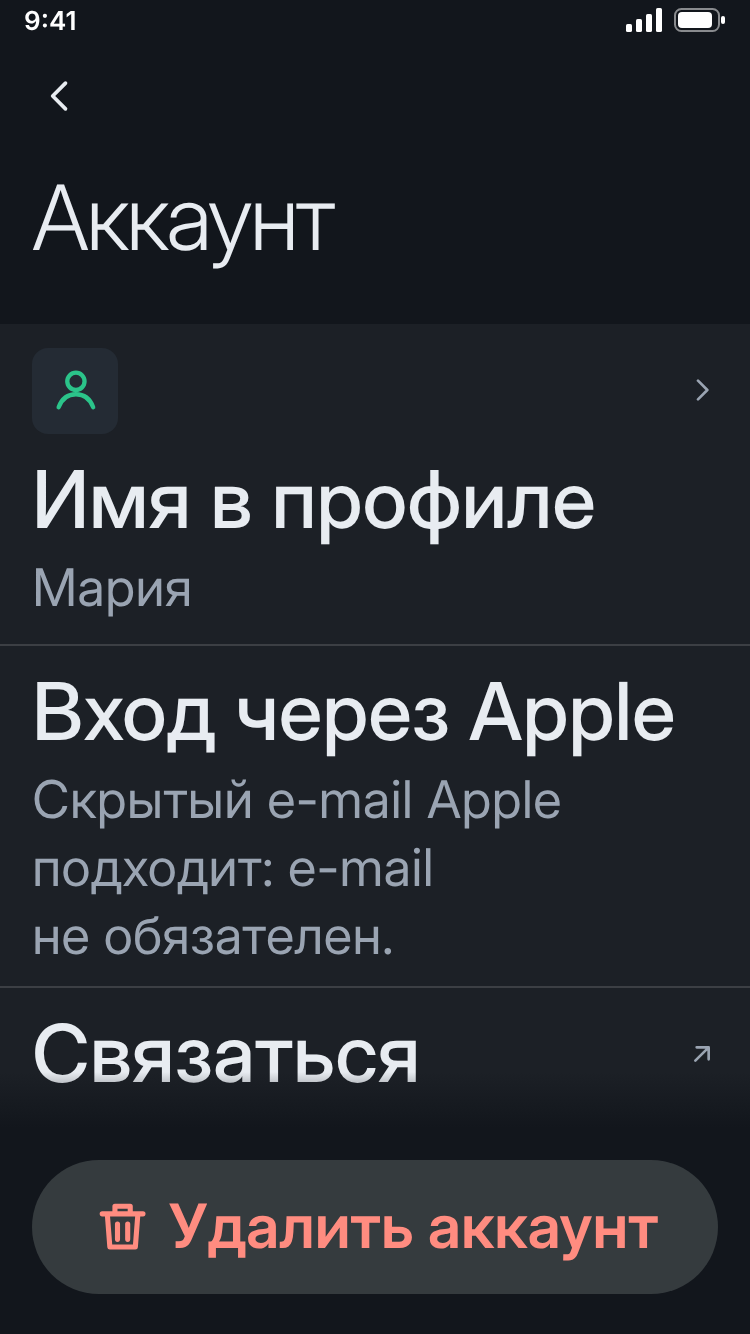 9:41
Аккаунт
Имя в профиле
Мария
Вход через Apple
Скрытый e-mail Apple
подходит: e-mail
не обязателен.
Связаться
Удалить аккаунт